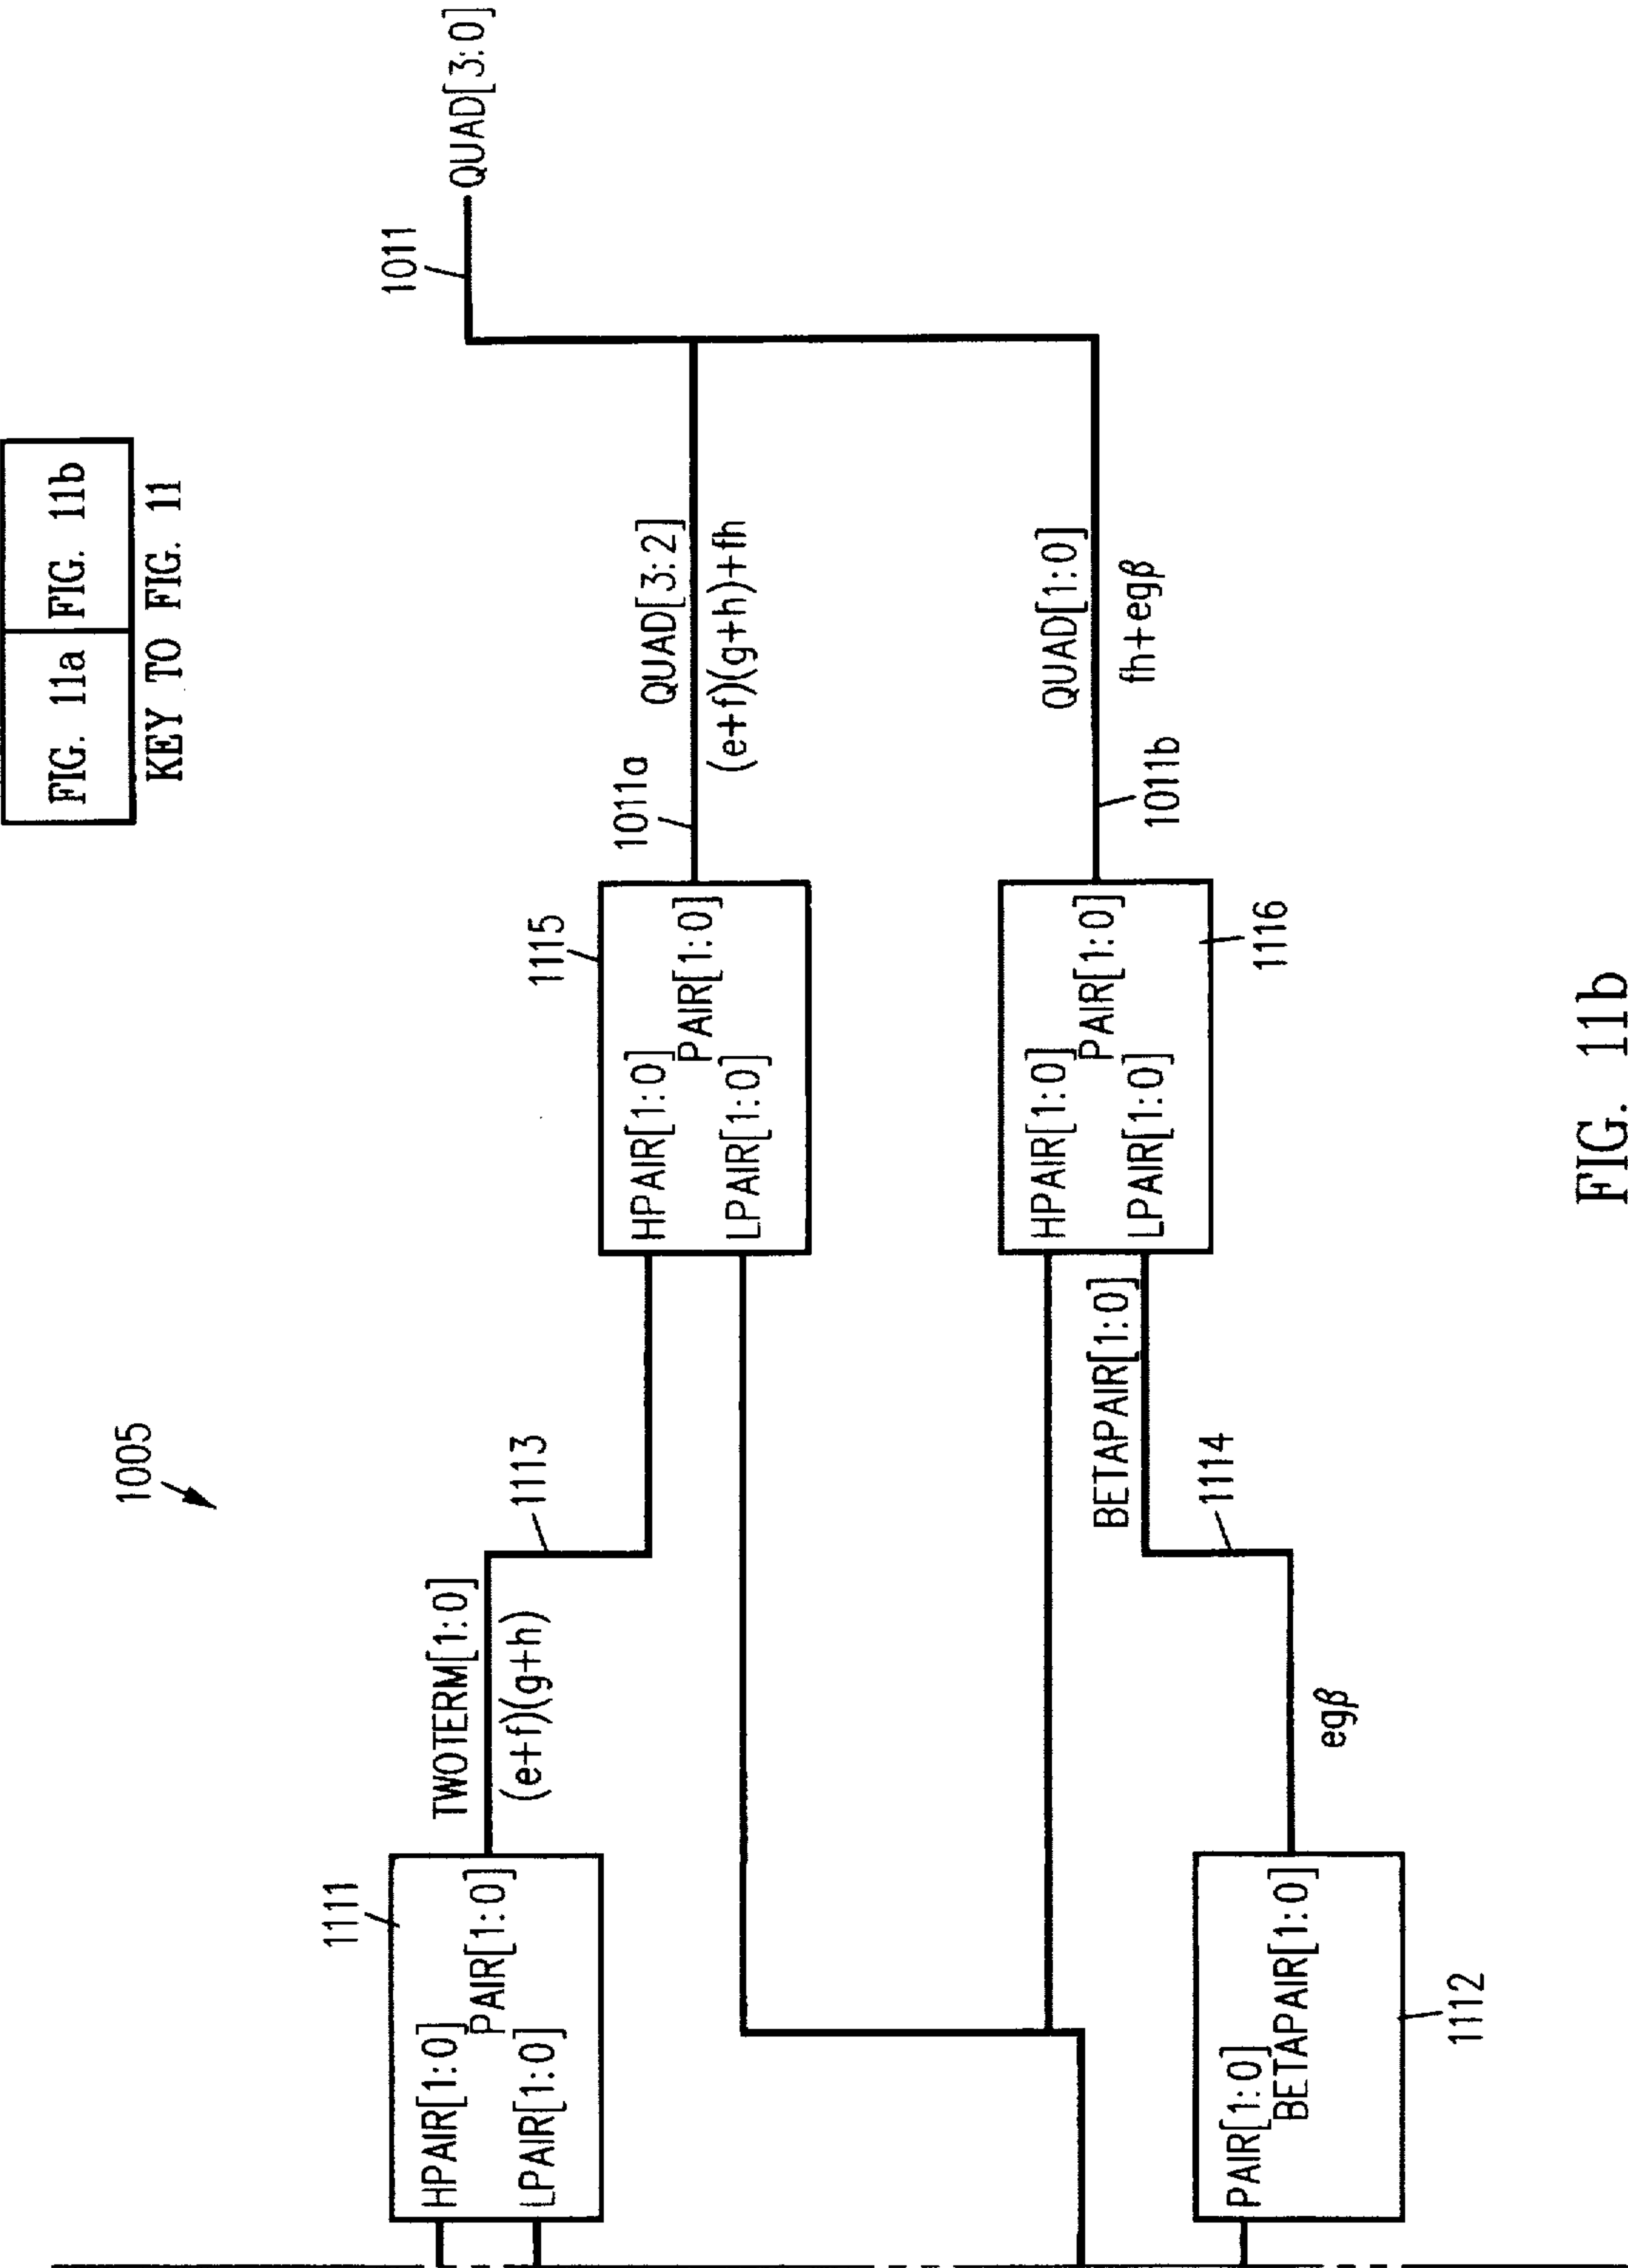 FIG. 11a FIG. 11b
KEY TO FIG. 11
1005
1111
HPAIR[1:0]
PAIR[1:0]
LPAIR[1:0]
TWOTERM[1:0]
(e+f)(g+h)
1113
1115
HPAIR[1:0]
PAIR[1:0]
LPAIR[1:0]
1011a
QUAD[3:2]
(e+f)(g+h)+fh
1011
QUAD[3:0]
PAIR[1:0]
BETAPAIR[1:0]
1112
egβ
1114
BETAPAIR[1:0]
HPAIR[1:0]
PAIR[1:0]
LPAIR[1:0]
1116
1011b
QUAD[1:0]
fh+egβ
FIG. 11b